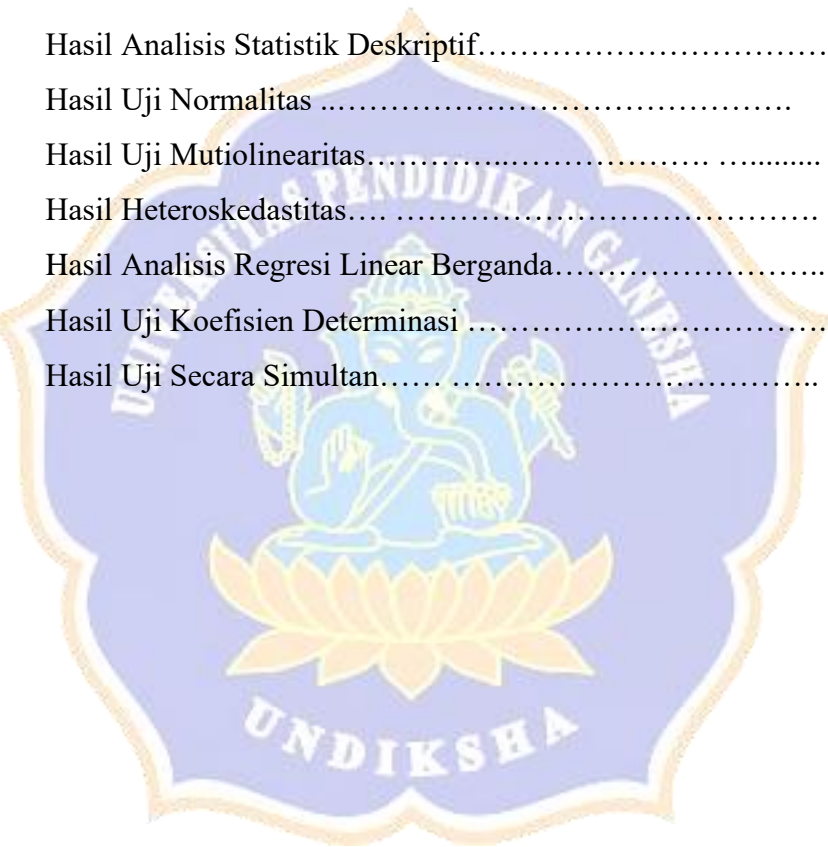 Hasil Analisis Statistik Deskriptif……………………………….
Hasil Uji Normalitas ...……………………………………….
Hasil Uji Mutiolinearitas…………...………………… ….........
Hasil Heteroskedastitas…. …………………………………….
Hasil Analisis Regresi Linear Berganda……………………...
Hasil Uji Koefisien Determinasi ……………………………….
Hasil Uji Secara Simultan…… ………………………………..
UNIVERSITAS PENDIDIKAN GANESHA
UNDIKSHA